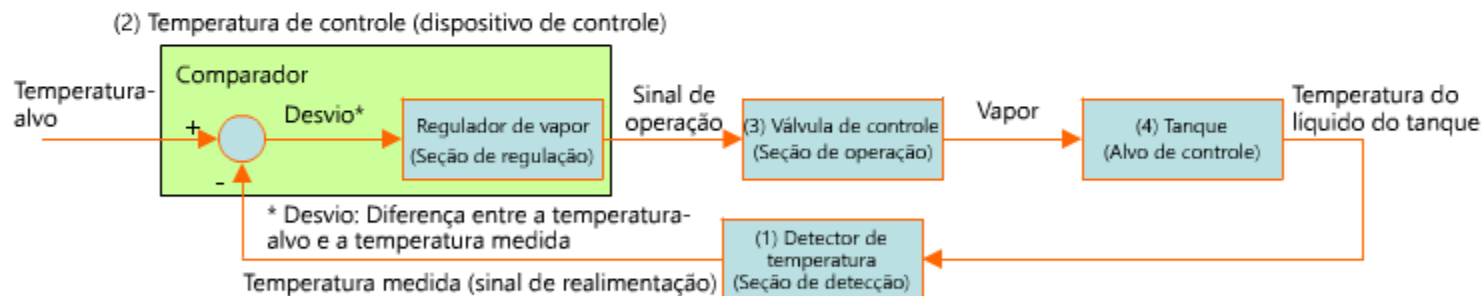 (2) Temperatura de controle (dispositivo de controle)
Comparador
Temperatura-
alvo
+
-
Desvio*
Regulador de vapor
(Seção de regulação)
Sinal de
operação
(3) Válvula de controle
(Seção de operação)
Vapor
(4) Tanque
(Alvo de controle)
Temperatura do
líquido do tanque
* Desvio: Diferença entre a temperatura-
alvo e a temperatura medida
(1) Detector de
temperatura
(Seção de detecção)
Temperatura medida (sinal de realimentação)